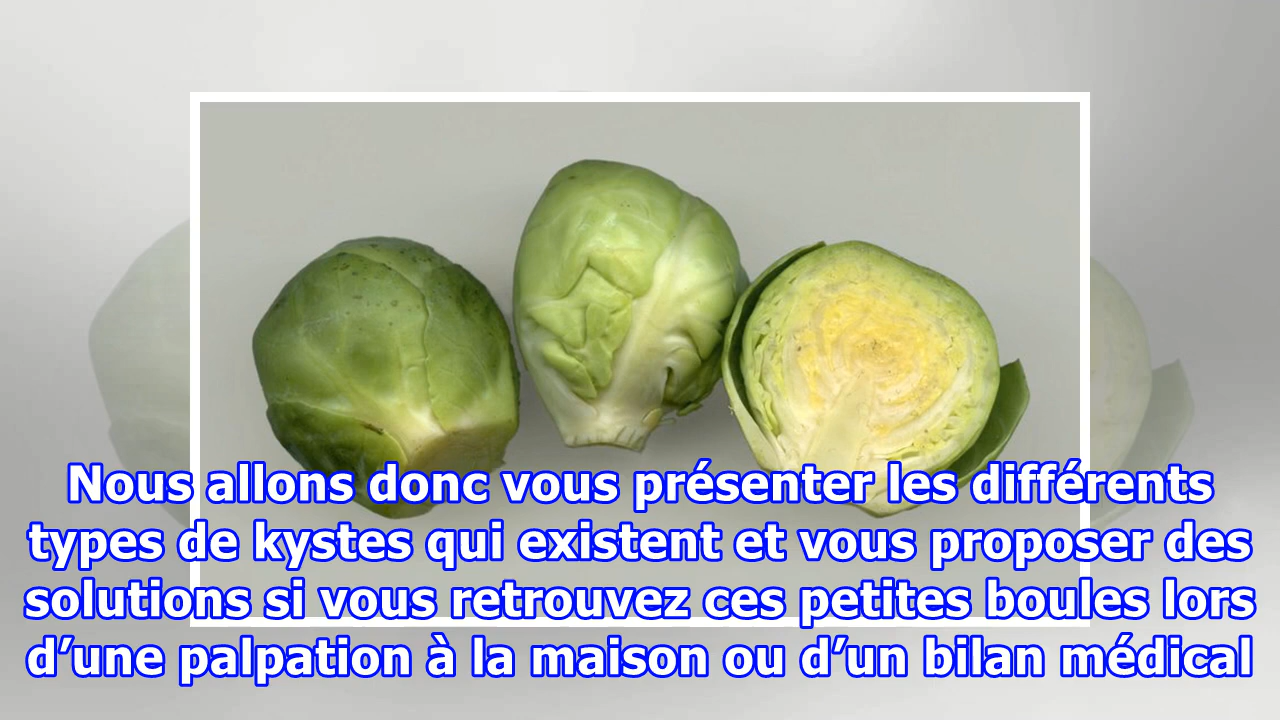 Nous allons donc vous présenter les différents
types de kystes qui existent et vous proposer des
solutions si vous retrouvez ces petites boules lors
d’une palpation à la maison ou d’un bilan médical